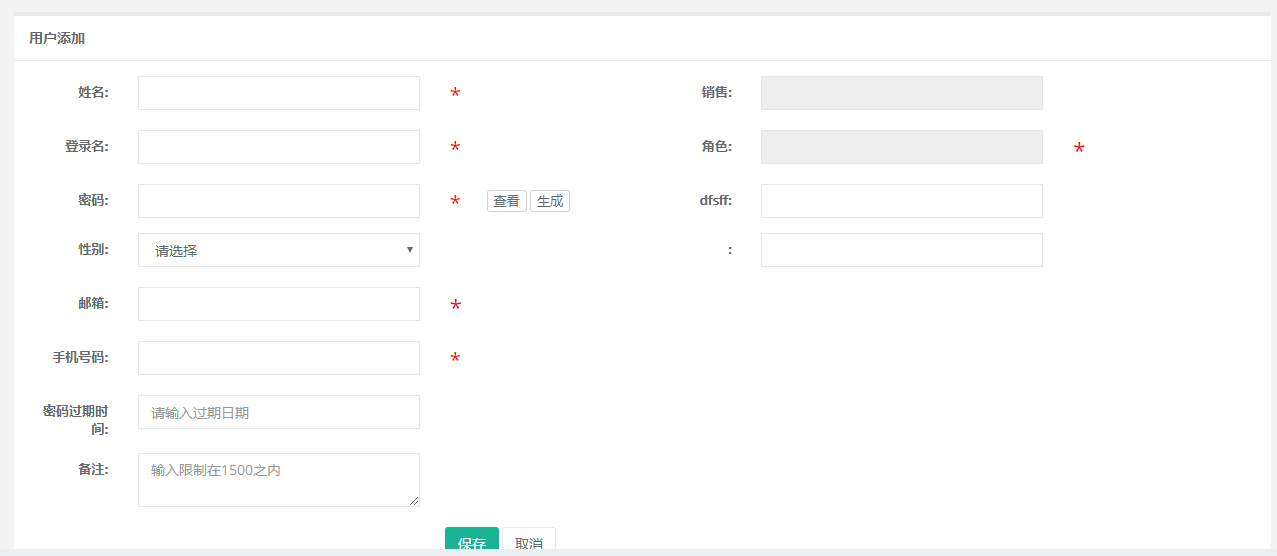 用户添加
姓名: * 销售:
登录名: * 角色: *
密码: * 查看 生成 dfsff:
性别: 请选择 :
邮箱: *
手机号码: *
密码过期时
间: 请输入过期日期
备注: 输入限制在1500之内
保存 取消